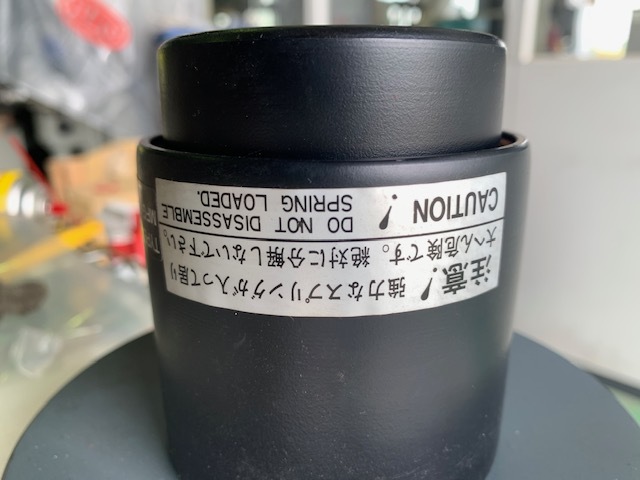 注意！
強力なスプリングが入って居り
大へん危険です。絶対に分解しないで下さい。
CAUTION !
DO NOT DISASSEMBLE
SPRING LOADED.